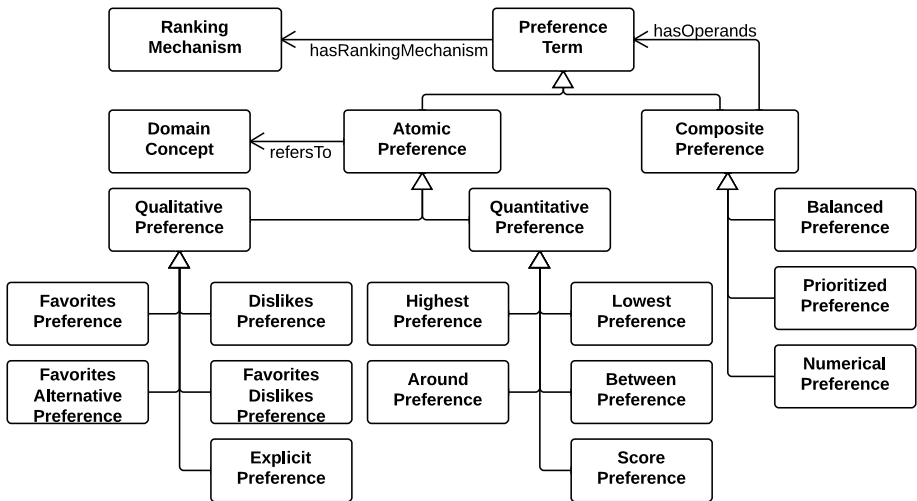 Ranking
Mechanism
hasRankingMechanism
Preference
Term
hasOperands
Domain
Concept
refersTo
Atomic
Preference
Composite
Preference
Qualitative
Preference
Quantitative
Preference
Balanced
Preference
Favorites
Preference
Dislikes
Preference
Highest
Preference
Lowest
Preference
Prioritized
Preference
Favorites
Alternative
Preference
Favorites
Dislikes
Preference
Around
Preference
Between
Preference
Numerical
Preference
Explicit
Preference
Score
Preference